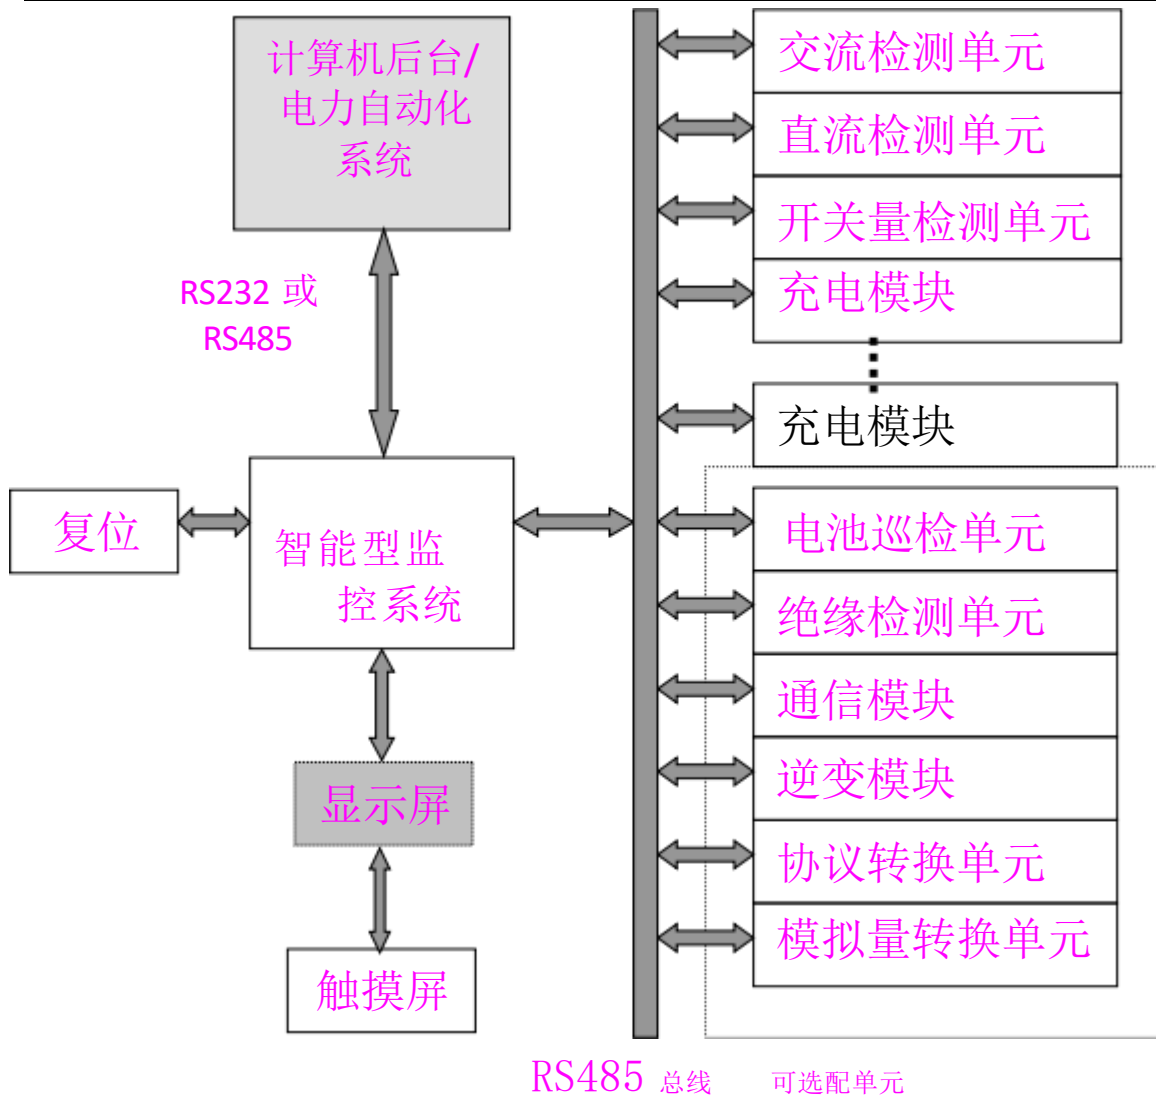 计算机后台/
电力自动化
系统
RS232 或
RS485
复位
智能型监
控系统
显示屏
触摸屏
交流检测单元
直流检测单元
开关量检测单元
充电模块
充电模块
电池巡检单元
绝缘检测单元
通信模块
逆变模块
协议转换单元
模拟量转换单元
RS485 总线 可选配单元